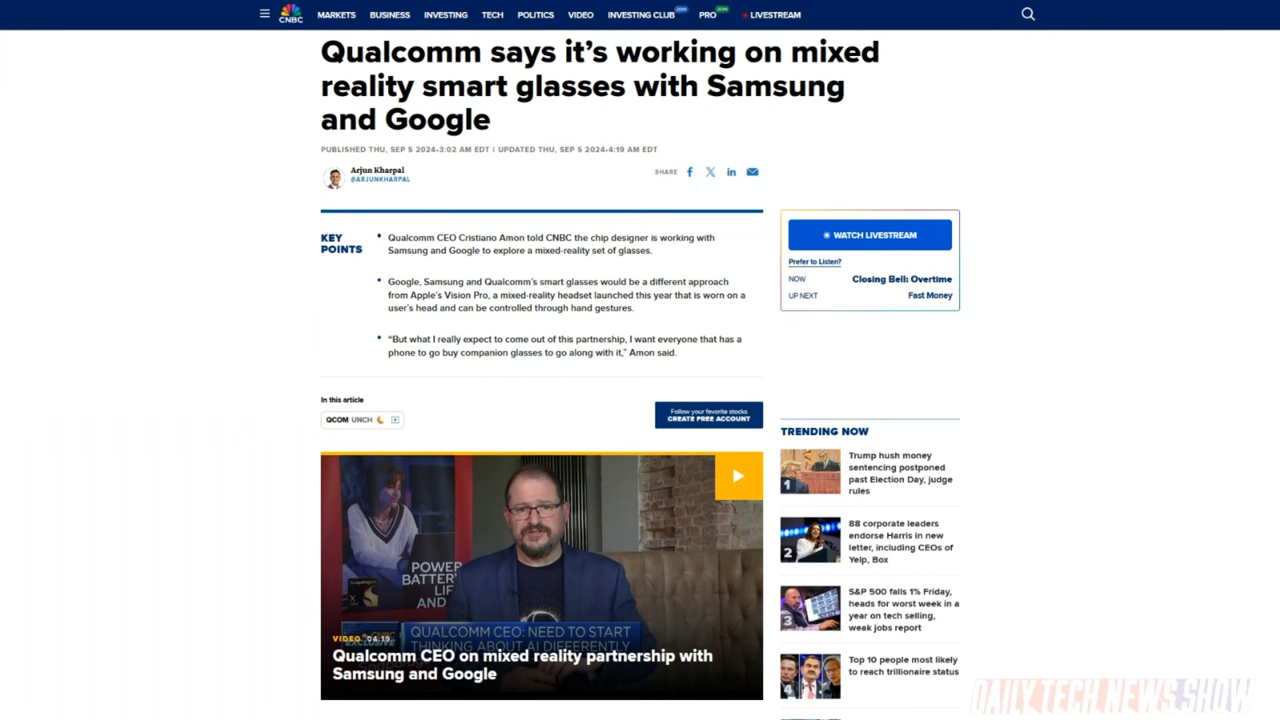 CNBC
MARKETS
BUSINESS
INVESTING
TECH
POLITICS
VIDEO
INVESTING CLUB
PRO
LIVESTREAM
Qualcomm says it’s working on mixed
reality smart glasses with Samsung
and Google
PUBLISHED THU, SEP 5 2024•3:02 AM EDT | UPDATED THU, SEP 5 2024•4:19 AM EDT
Arjun Kharpal
@ARJUNKHARPAL
SHARE
KEY
POINTS
Qualcomm CEO Cristiano Amon told CNBC the chip designer is working with
Samsung and Google to explore a mixed-reality set of glasses.
Google, Samsung and Qualcomm’s smart glasses would be a different approach
from Apple’s Vision Pro, a mixed-reality headset launched this year that is worn on a
user’s head and can be controlled through hand gestures.
“But what I really expect to come out of this partnership, I want everyone that has a
phone to go buy companion glasses to go along with it,” Amon said.
In this article
QCOM UNCH
Follow your favorite stocks
CREATE FREE ACCOUNT
POWER
BATTER
LIFE
AND
QUALCOMM CEO: NEED TO START
THINKING ABOUT AI DIFFERENTLY
VIDEO 04:19
Qualcomm CEO on mixed reality partnership with
Samsung and Google
WATCH LIVESTREAM
Prefer to Listen?
NOW
Closing Bell: Overtime
UP NEXT
Fast Money
TRENDING NOW
1
Trump hush money
sentencing postponed
past Election Day, judge
rules
2
88 corporate leaders
endorse Harris in new
letter, including CEOs of
Yelp, Box
3
S&P 500 falls 1% Friday,
heads for worst week in a
year on tech selling,
weak jobs report
4
Top 10 people most likely
to reach trillionaire status
DAILY TECH NEWS SHOW